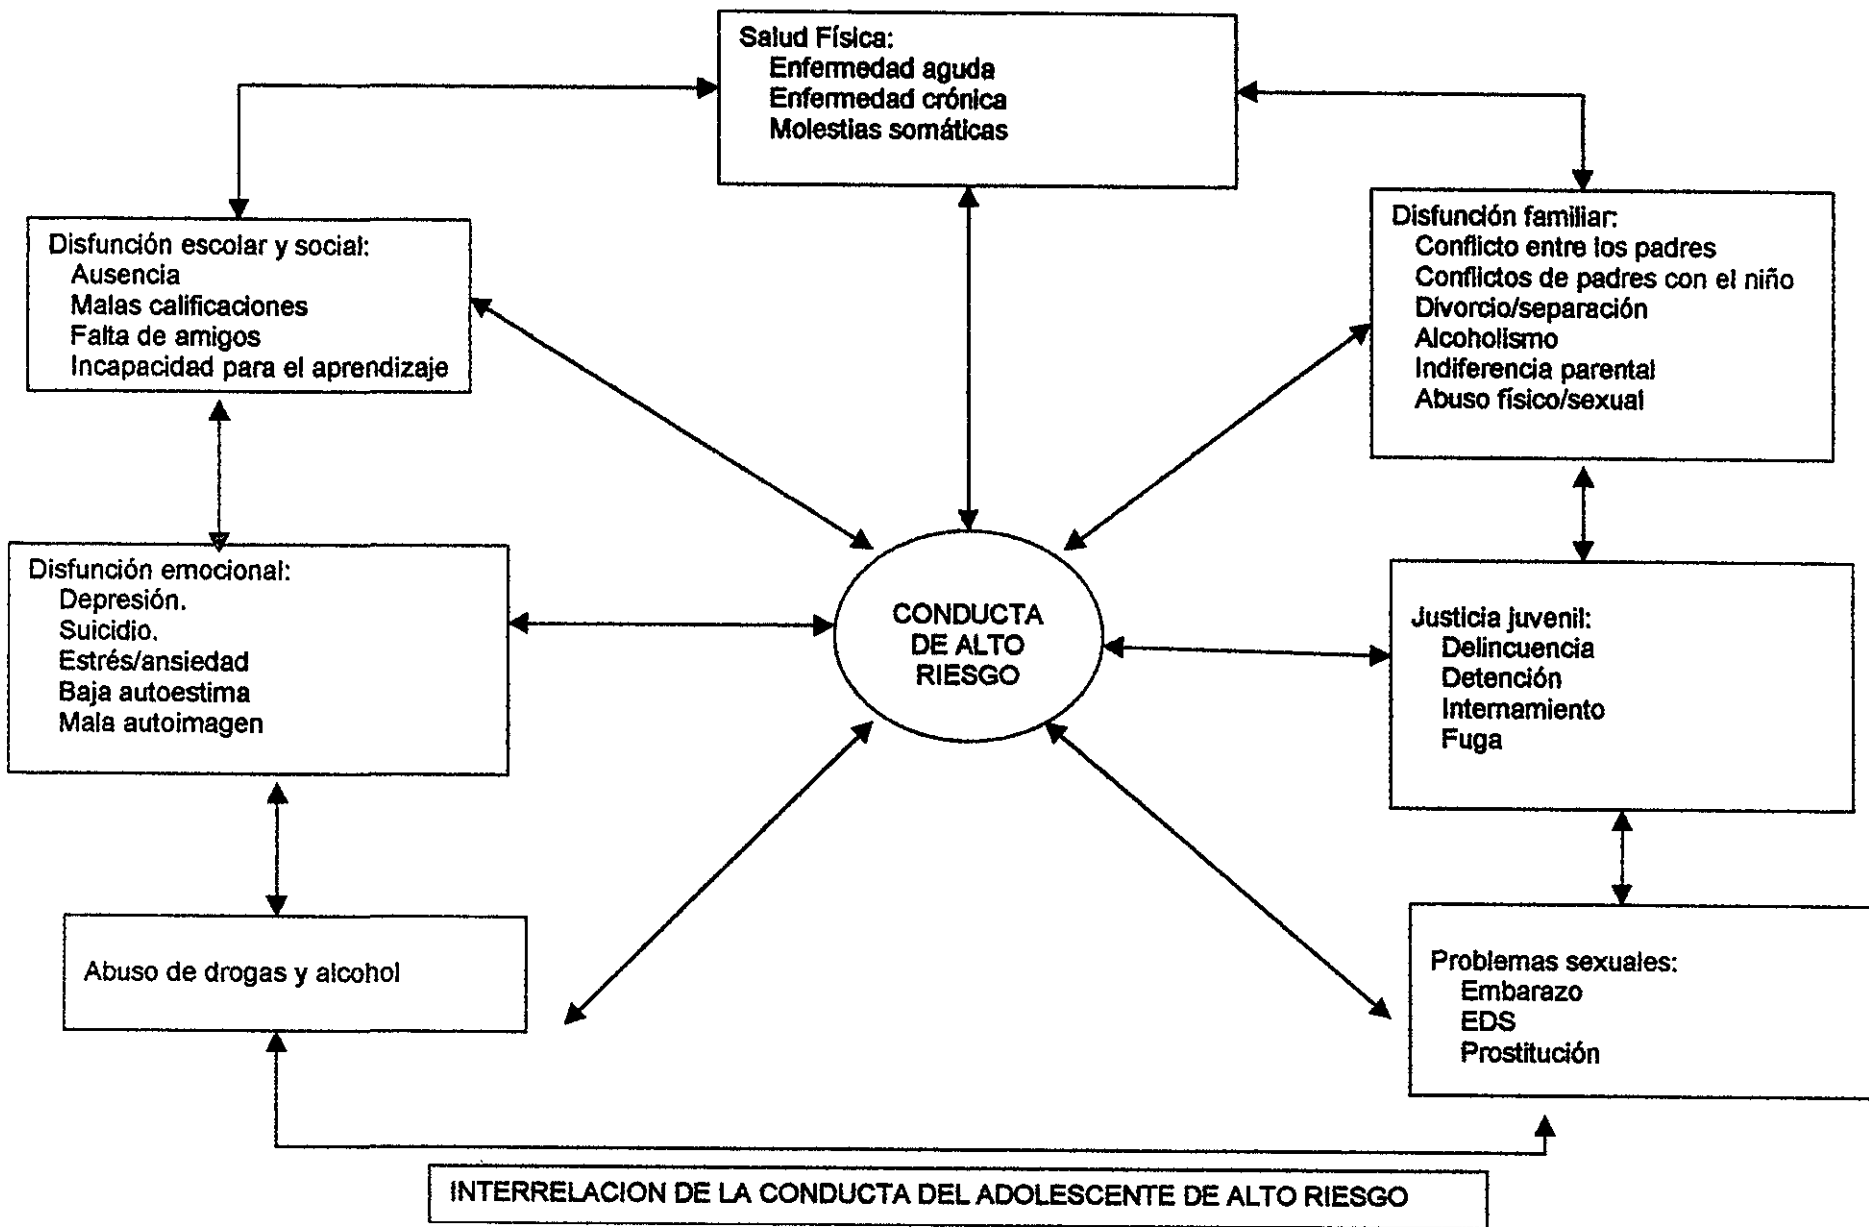 Salud Física:
Enfermedad aguda
Enfermedad crónica
Molestias somáticas
Disfunción escolar y social:
Ausencia
Malas calificaciones
Falta de amigos
Incapacidad para el aprendizaje
Disfunción familiar:
Conflicto entre los padres
Conflictos de padres con el niño
Divorcio/separación
Alcoholismo
Indiferencia parental
Abuso físico/sexual
Disfunción emocional:
Depresión.
Suicidio.
Estrés/ansiedad
Baja autoestima
Mala autoimagen
CONDUCTA
DE ALTO
RIESGO
Justicia juvenil:
Delincuencia
Detención
Internamiento
Fuga
Abuso de drogas y alcohol
Problemas sexuales:
Embarazo
EDS
Prostitución
INTERRELACION DE LA CONDUCTA DEL ADOLESCENTE DE ALTO RIESGO